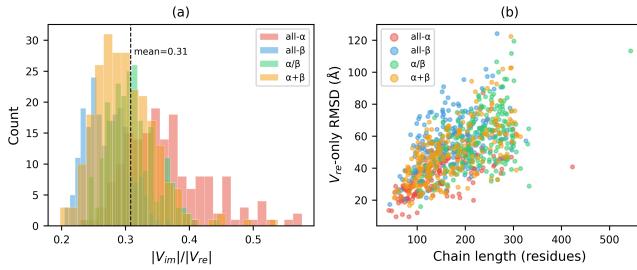 (a)
Count
30
25
20
15
10
5
0
mean=0.31
all-α
all-β
α/β
α+β
0.2 0.3 0.4 0.5
|V_im|/|V_re|
(b)
V_re-only RMSD (Å)
120
100
80
60
40
20
all-α
all-β
α/β
α+β
100 200 300 400 500
Chain length (residues)